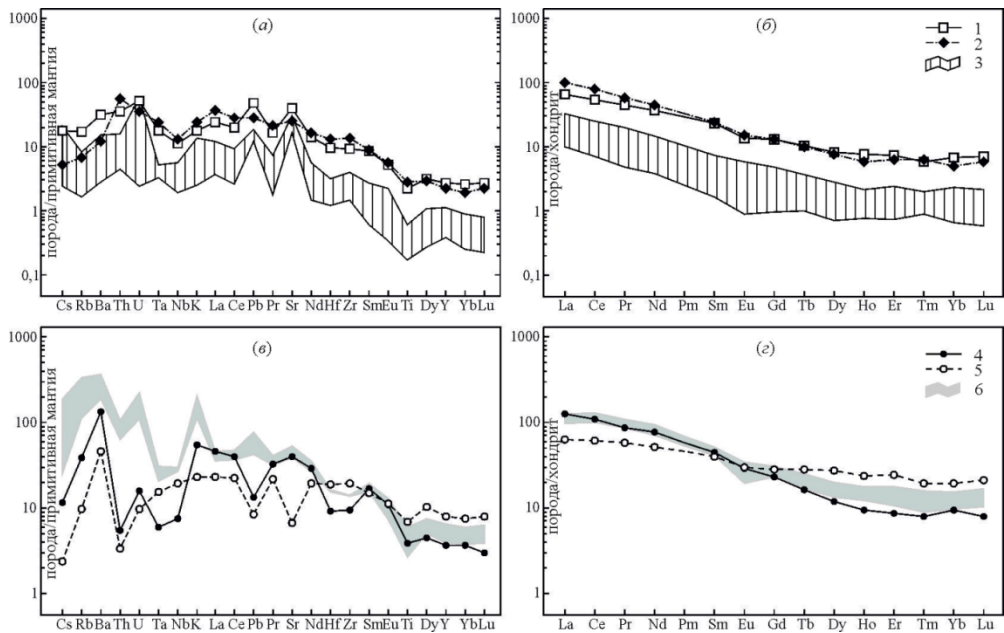 (а)
порода/примитивная мантия
1000
100
10
1
0,1
Cs Rb Ba Th U Ta Nb K La Ce Pb Pr Sr Nd Hf Zr Sm Eu Ti Dy Y Yb Lu
(б)
1
2
3
порода/хондрит
1000
100
10
1
0,1
La Ce Pr Nd Pm Sm Eu Gd Tb Dy Ho Er Tm Yb Lu
(в)
порода/примитивная мантия
1000
100
10
1
Cs Rb Ba Th U Ta Nb K La Ce Pb Pr Sr Nd Hf Zr Sm Eu Ti Dy Y Yb Lu
(г)
4
5
6
порода/хондрит
1000
100
10
1
La Ce Pr Nd Pm Sm Eu Gd Tb Dy Ho Er Tm Yb Lu